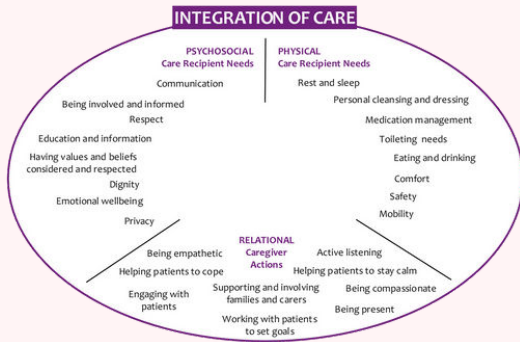 INTEGRATION OF CARE
PSYCHOSOCIAL
Care Recipient Needs
Communication
Being involved and informed
Respect
Education and information
Having values and beliefs
considered and respected
Dignity
Emotional wellbeing
Privacy
PHYSICAL
Care Recipient Needs
Rest and sleep
Personal cleansing and dressing
Medication management
Toileting needs
Eating and drinking
Comfort
Safety
Mobility
RELATIONAL
Caregiver
Actions
Being empathetic
Active listening
Helping patients to cope
Helping patients to stay calm
Engaging with
patients
Supporting and involving
families and carers
Being compassionate
Working with patients
to set goals
Being present